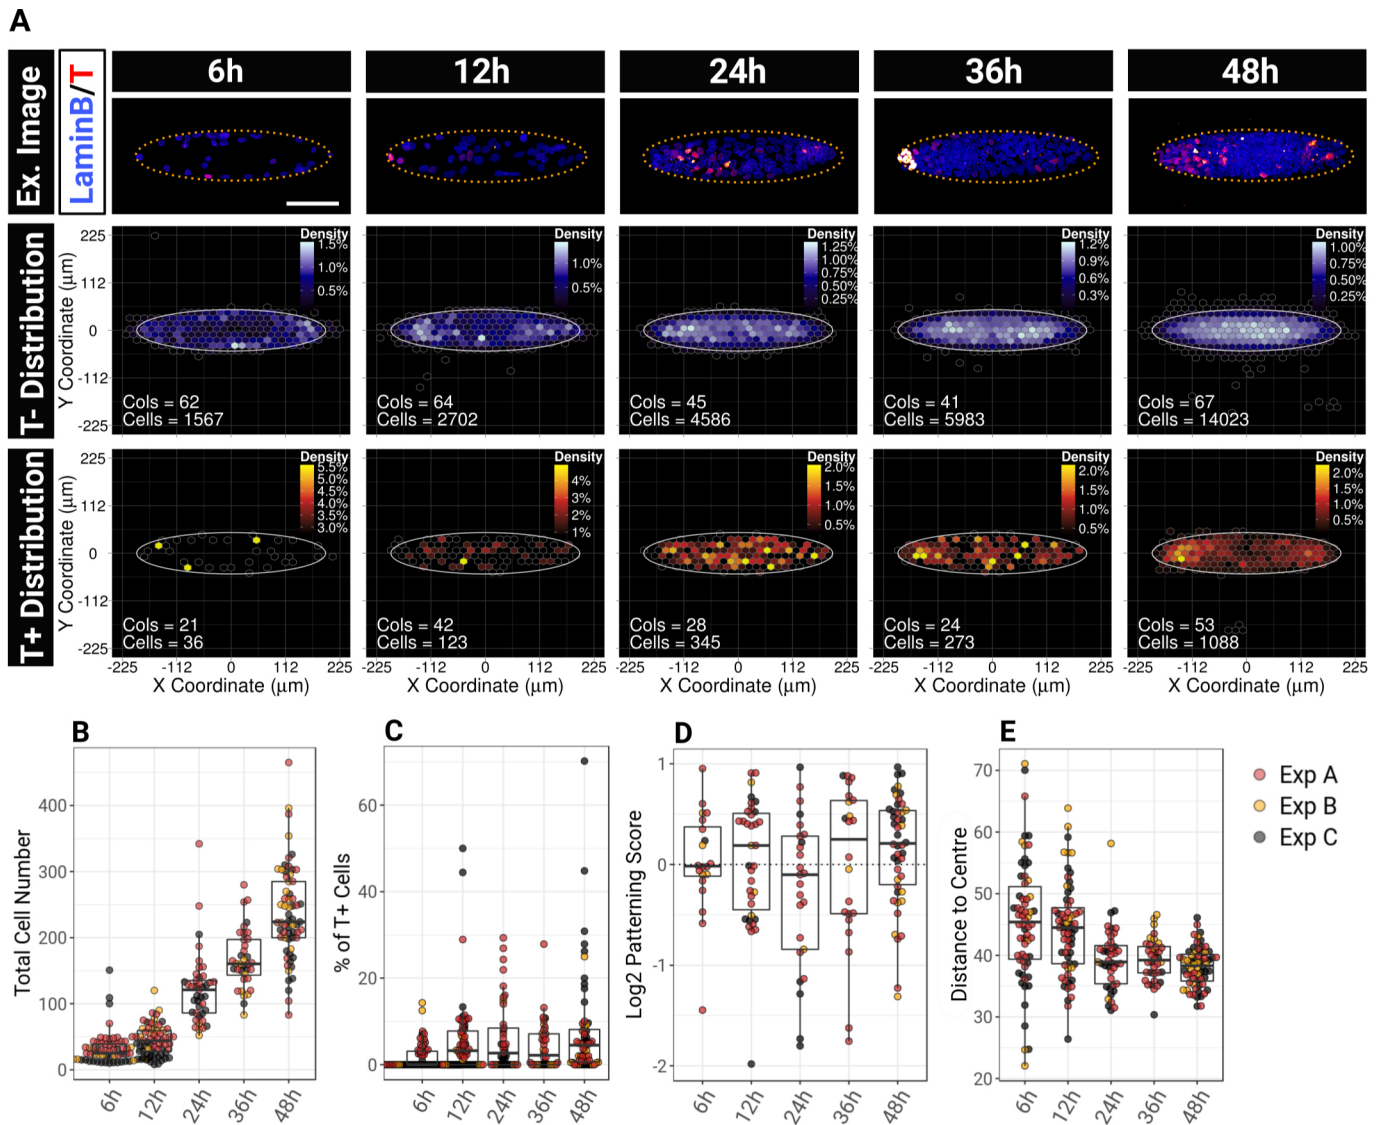 A
Ex. Image
LaminB/T
6h
12h
24h
36h
48h
T- Distribution
Y Coordinate (µm)
225
112
0
-112
-225
Density
1.5%
1.0%
0.5%
Cols = 62
Cells = 1567
Density
1.0%
0.5%
Cols = 64
Cells = 2702
Density
1.25%
1.00%
0.75%
0.50%
0.25%
Cols = 45
Cells = 4586
Density
1.2%
0.9%
0.6%
0.3%
Cols = 41
Cells = 5983
Density
1.00%
0.75%
0.50%
0.25%
Cols = 67
Cells = 14023
T+ Distribution
Y Coordinate (µm)
225
112
0
-112
-225
Density
5.5%
5.0%
4.5%
4.0%
3.5%
3.0%
Cols = 21
Cells = 36
Density
4%
3%
2%
1%
Cols = 42
Cells = 123
Density
2.0%
1.5%
1.0%
0.5%
Cols = 28
Cells = 345
Density
2.0%
1.5%
1.0%
0.5%
Cols = 24
Cells = 273
Density
2.0%
1.5%
1.0%
0.5%
Cols = 53
Cells = 1088
-225 -112 0 112 225
-225 -112 0 112 225
-225 -112 0 112 225
-225 -112 0 112 225
-225 -112 0 112 225
X Coordinate (µm)
X Coordinate (µm)
X Coordinate (µm)
X Coordinate (µm)
X Coordinate (µm)
B
Total Cell Number
400
300
200
100
0
6h 12h 24h 36h 48h
C
% of T+ Cells
60
40
20
0
6h 12h 24h 36h 48h
D
Log2 Patterning Score
1
0
-1
-2
6h 12h 24h 36h 48h
E
Distance to Centre
70
60
50
40
30
20
6h 12h 24h 36h 48h
Exp A
Exp B
Exp C